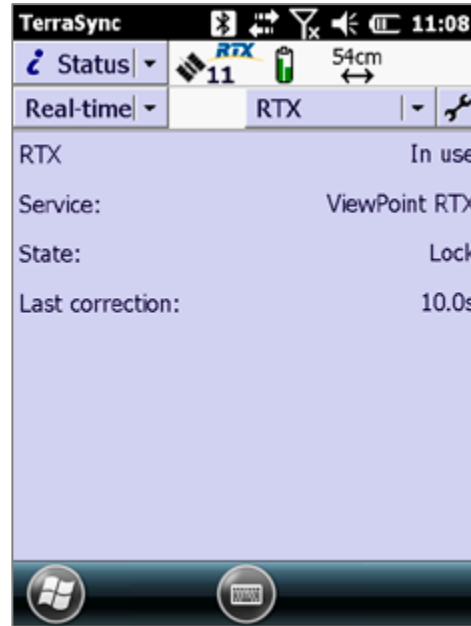 TerraSync 11:08
Status RTX 11 54cm
Real-time RTX
RTX In use
Service: ViewPoint RTX
State: Lock
Last correction: 10.0s